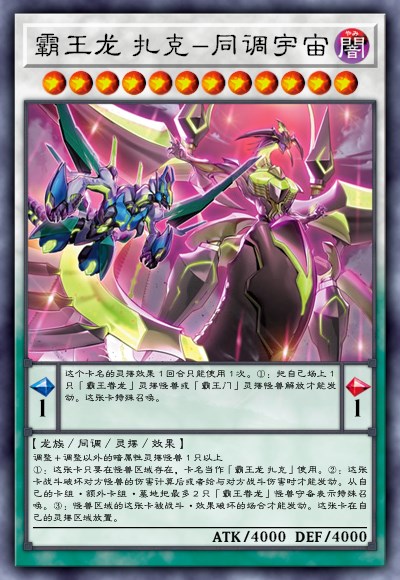 霸王龙 扎克-同调宇宙
闇
やみ
这个卡名的灵摆效果1回合只能使用1次。①：把自己场上1
只「霸王眷龙」灵摆怪兽或「霸王门」灵摆怪兽解放才能发
动。这张卡特殊召唤。
1
1
【龙族/同调/灵摆/效果】
调整+调整以外的暗属性灵摆怪兽1只以上
①：这张卡只要在怪兽区域存在，卡名当作「霸王龙 扎克」使用。②：这张
卡战斗破坏对方怪兽的伤害计算后或者给与对方战斗伤害时才能发动。从自
己的卡组·额外卡组·墓地把最多2只「霸王眷龙」怪兽守备表示特殊召
唤。③：怪兽区域的这张卡被战斗·效果破坏的场合才能发动。这张卡在自
己的灵摆区域放置。
ATK/4000 DEF/4000